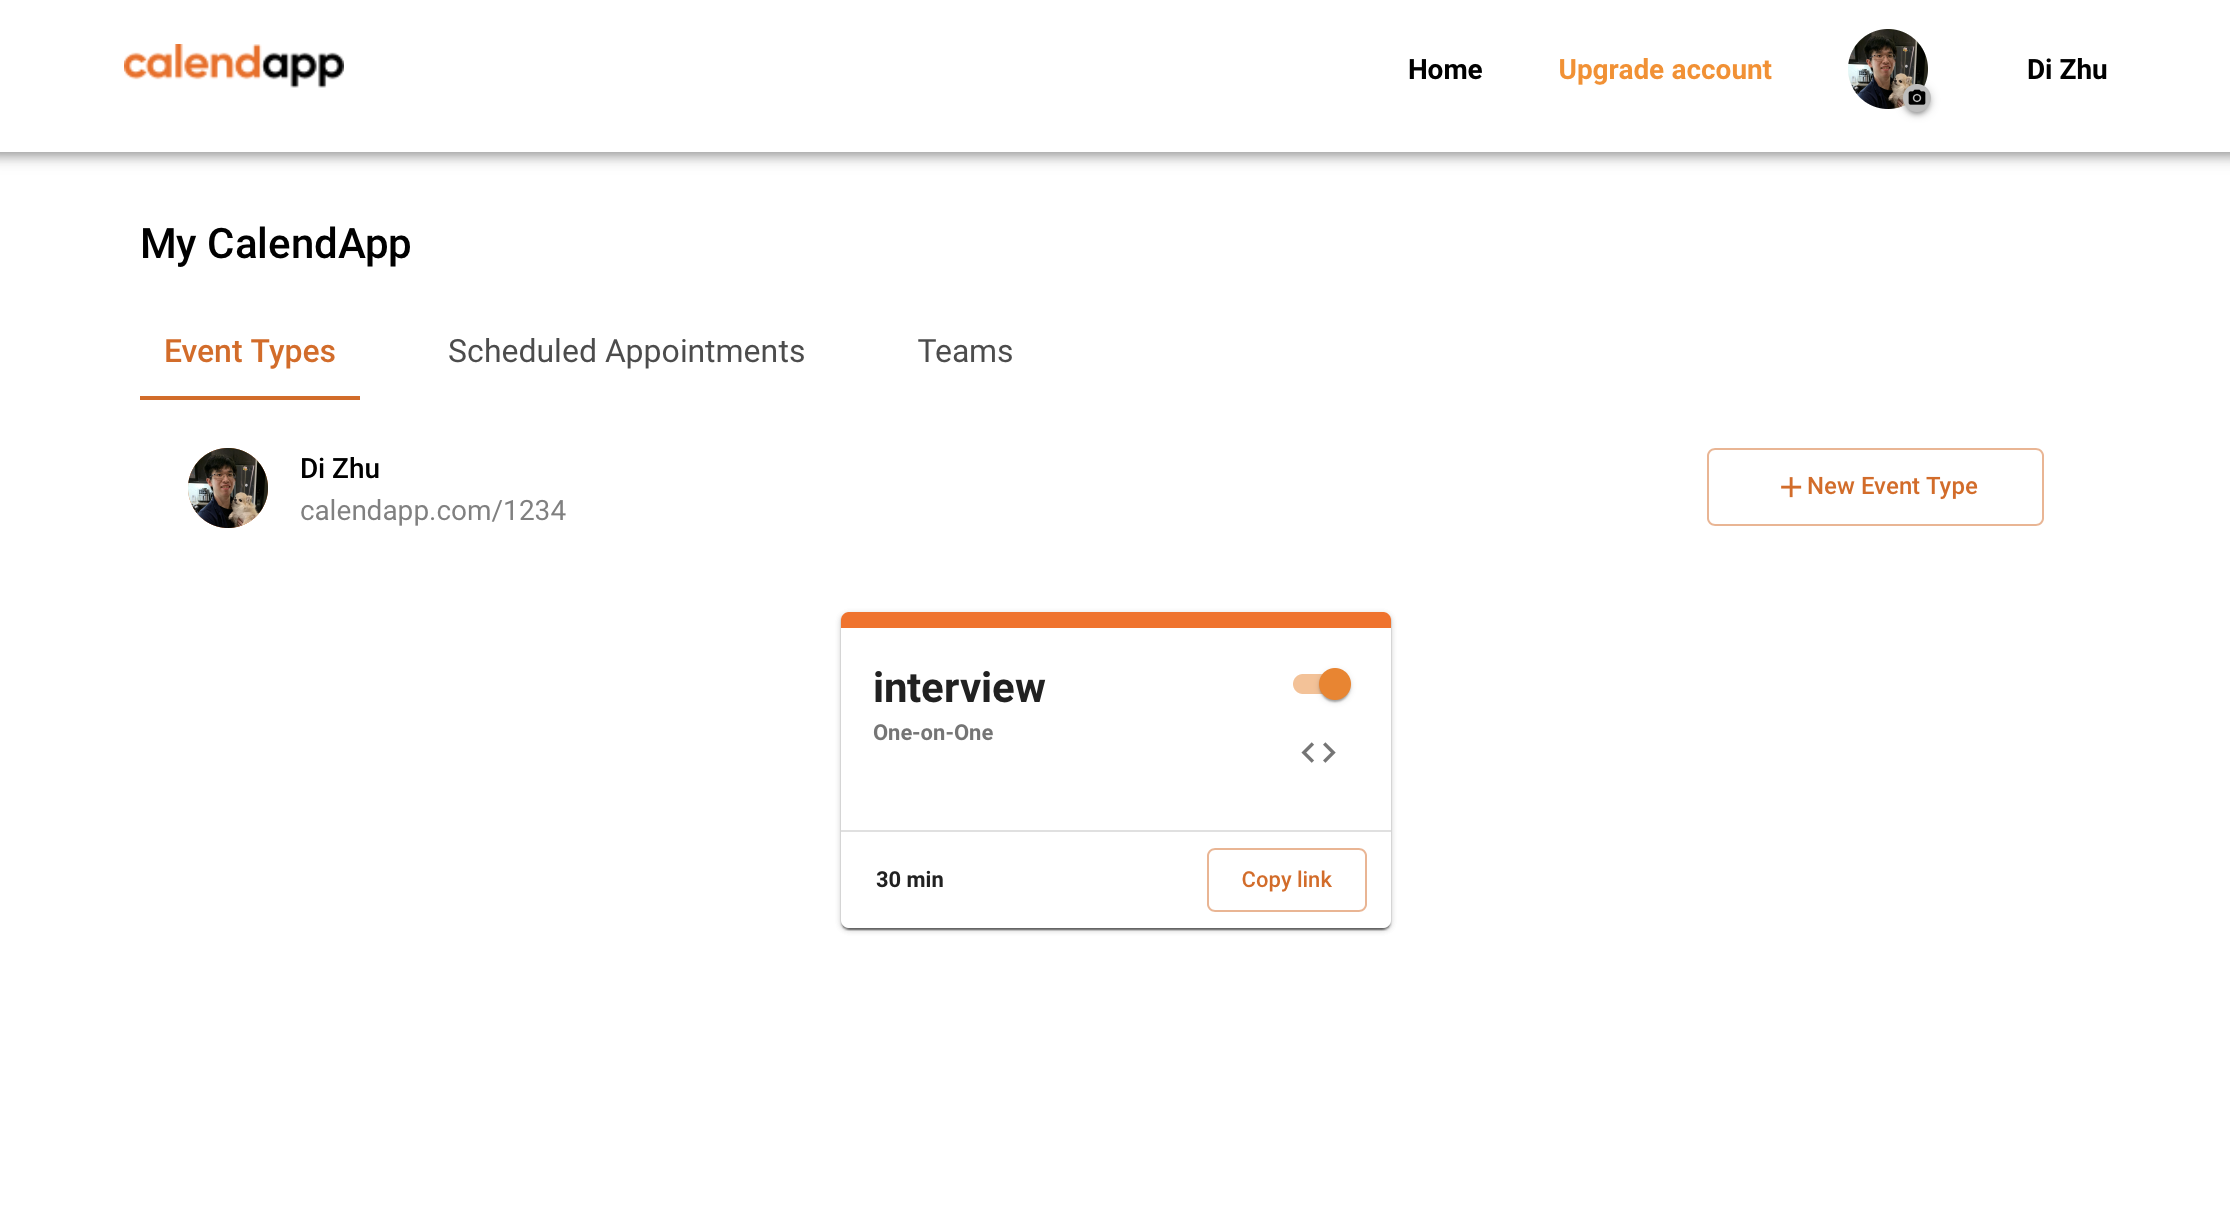 calendapp
Home
Upgrade account
Di Zhu
My CalendApp
Event Types
Scheduled Appointments
Teams
Di Zhu
calendapp.com/1234
+ New Event Type
interview
One-on-One
< >
30 min
Copy link